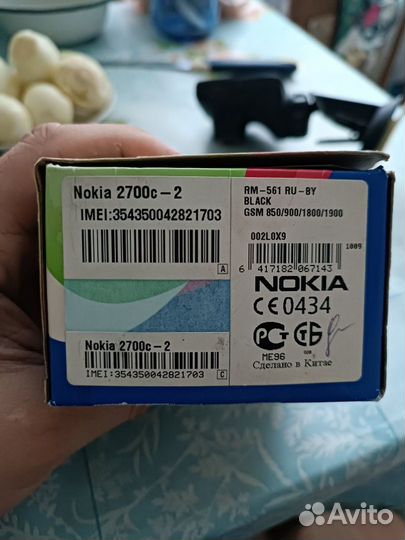 Nokia 2700c-2
IMEI:354350042821703
A
Nokia 2700c-2
IMEI:354350042821703
C
RM-561 RU-BY
BLACK
GSM 850/900/1800/1900
002L0X9
1009
6 417182 067143
NOKIA
CE0434
ME96
Сделано в Китае
Avito